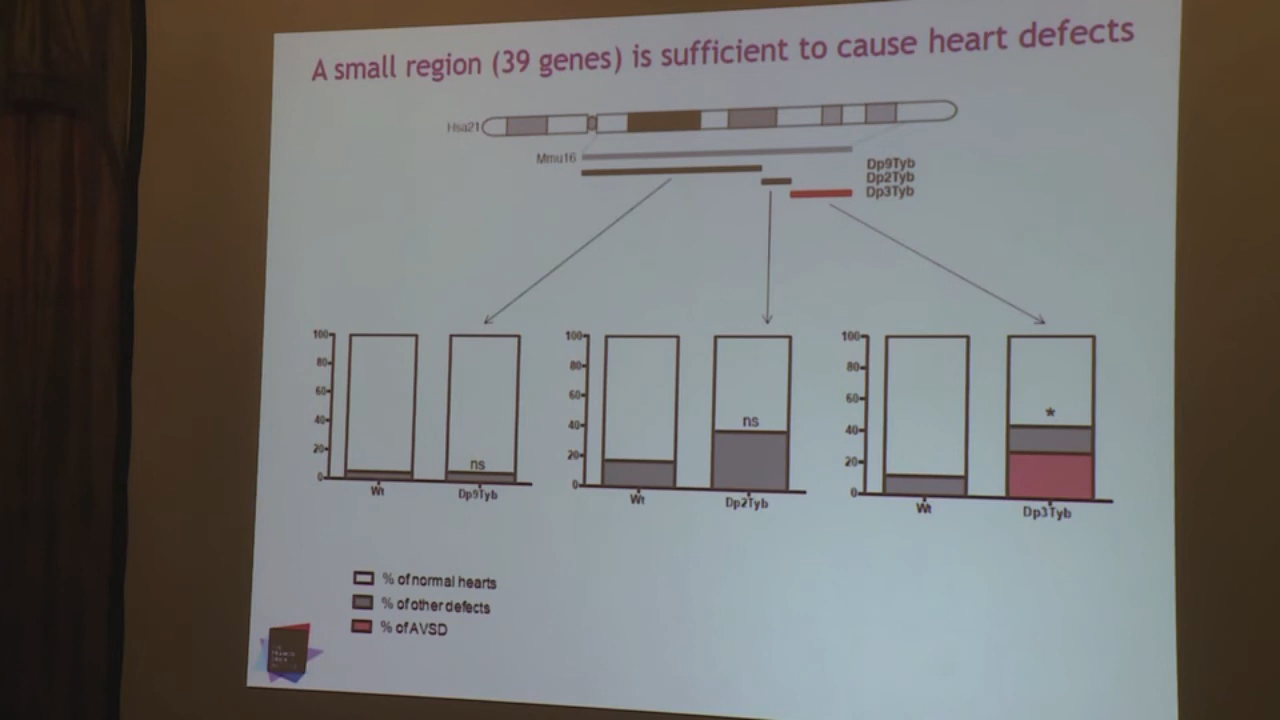 A small region (39 genes) is sufficient to cause heart defects
Hsa21
Mmu16
Dp9Tyb
Dp2Tyb
Dp3Tyb
100
80
60
40
20
0
ns
Wt
Dp9Tyb
100
80
60
40
20
0
ns
Wt
Dp2Tyb
100
80
60
40
20
0
*
Wt
Dp3Tyb
% of normal hearts
% of other defects
% of AVSD